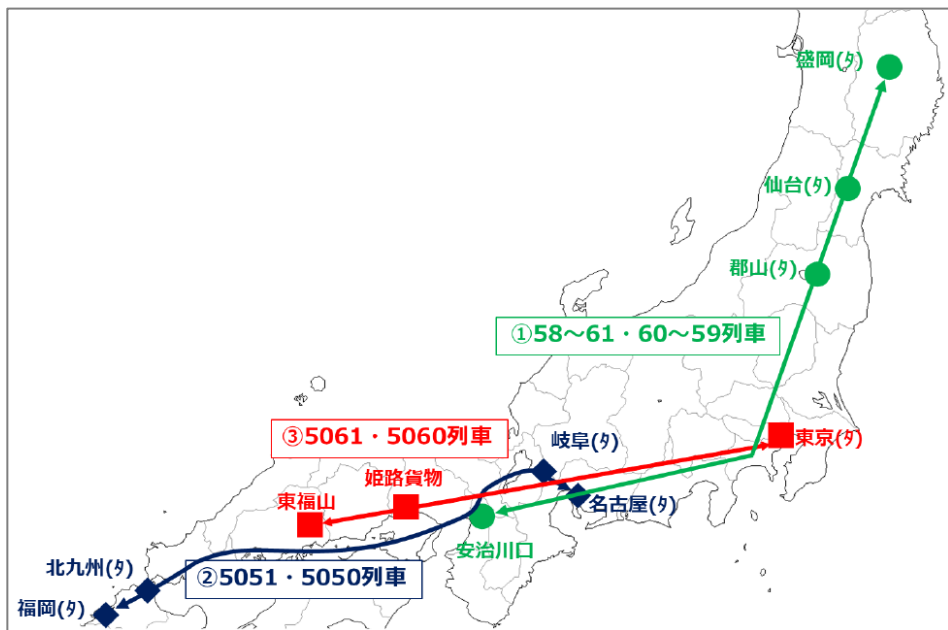 盛岡(ﾀ)
仙台(ﾀ)
郡山(ﾀ)
①58～61・60～59列車
③5061・5060列車
東京(ﾀ)
岐阜(ﾀ)
姫路貨物
東福山
名古屋(ﾀ)
安治川口
北九州(ﾀ)
②5051・5050列車
福岡(ﾀ)